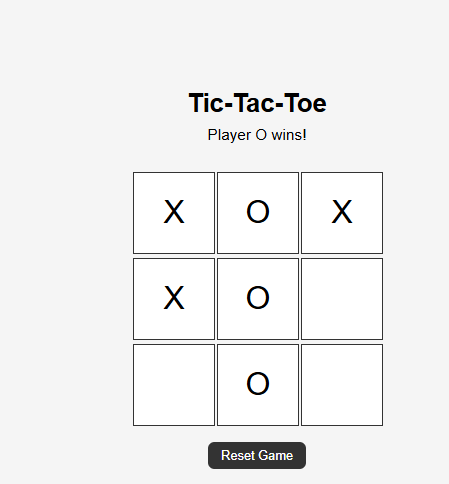 Tic-Tac-Toe
Player O wins!
X O X
X O
O
Reset Game